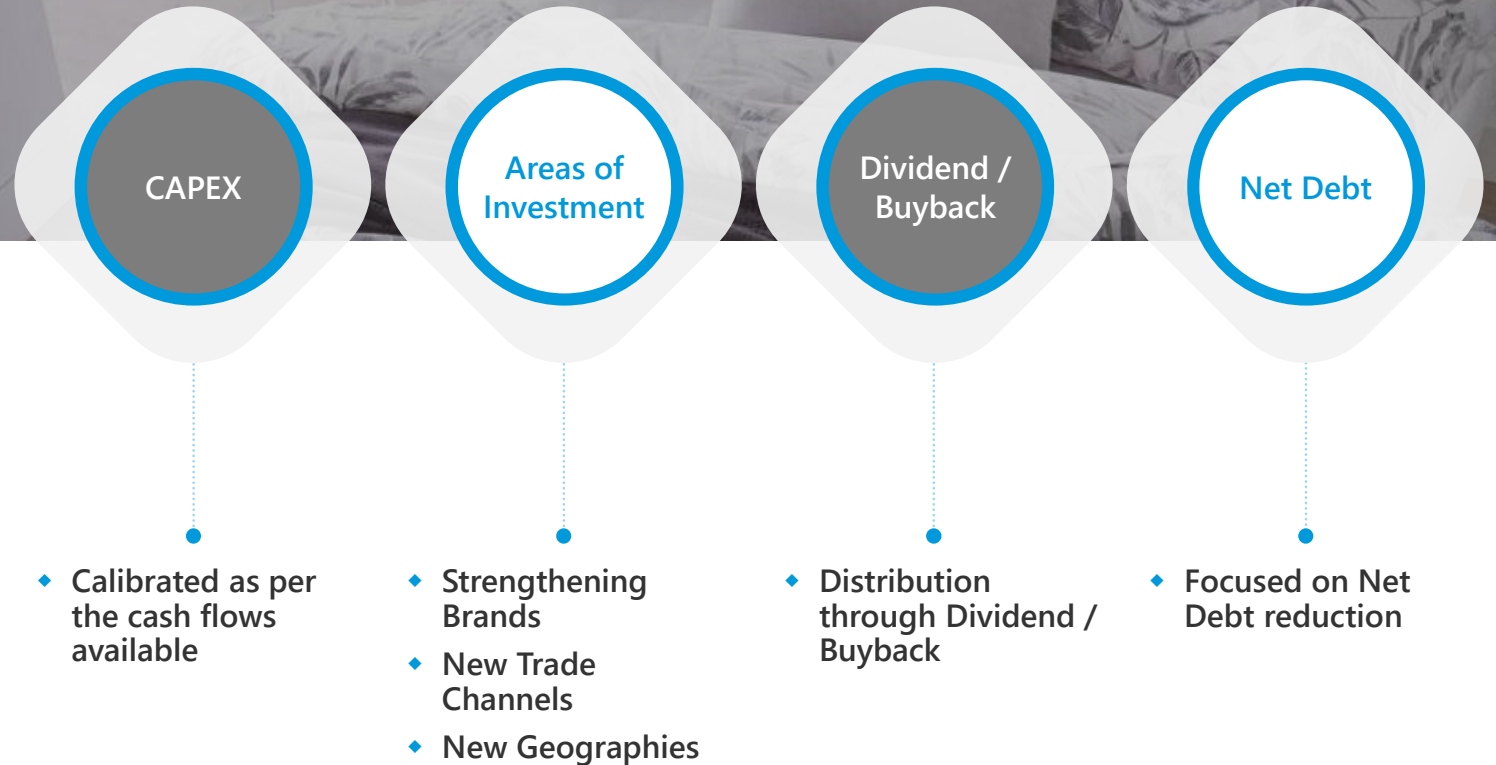 CAPEX
Areas of
Investment
Dividend /
Buyback
Net Debt
Calibrated as per
the cash flows
available
Strengthening
Brands
New Trade
Channels
New Geographies
Distribution
through Dividend /
Buyback
Focused on Net
Debt reduction